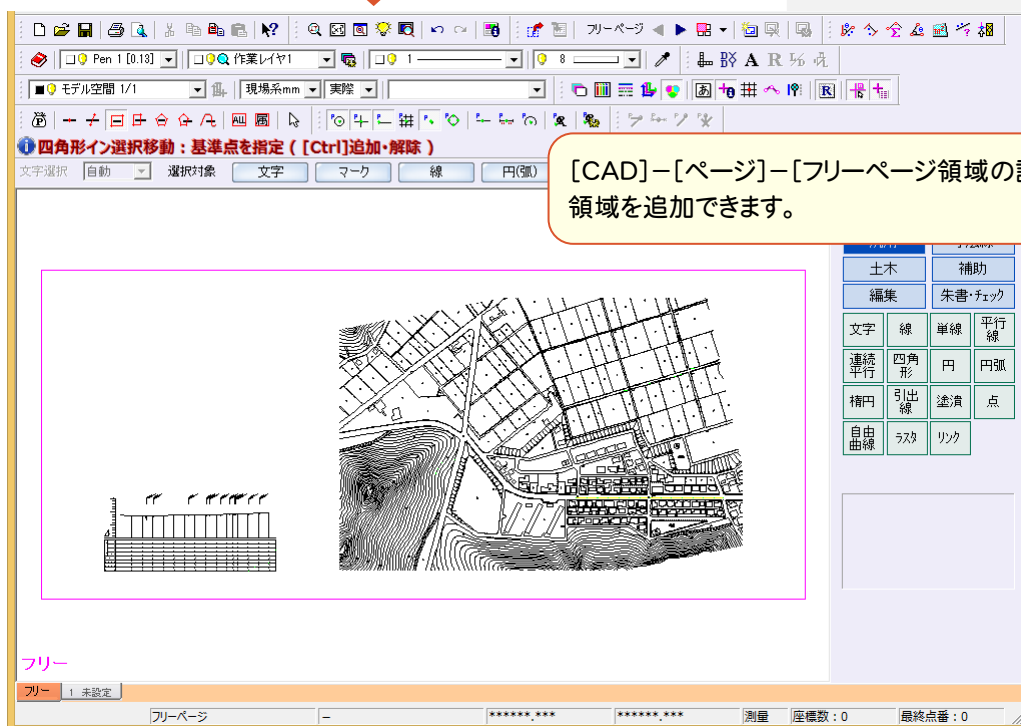 フリーページ
Pen 1 [0.13]
作業レイヤ1
1
8
A R
モデル空間 1/1
現場系mm
実際
あ
R
ALL
四角形イン選択移動：基準点を指定 ( [Ctrl]追加・解除 )
文字選択 自動 選択対象 文字 マーク 線 円(弧)
[CAD]－[ページ]－[フリーページ領域の
領域を追加できます。
土木 補助
編集 朱書・チェック
文字 線 単線 平行線
連続平行 四角形 円 円弧
楕円 引出線 塗潰 点
自由曲線 ラスタ リンク
フリー
フリー 1 未設定
フリーページ － ******.*** ******.*** 測量 座標数：0 最終点番：0